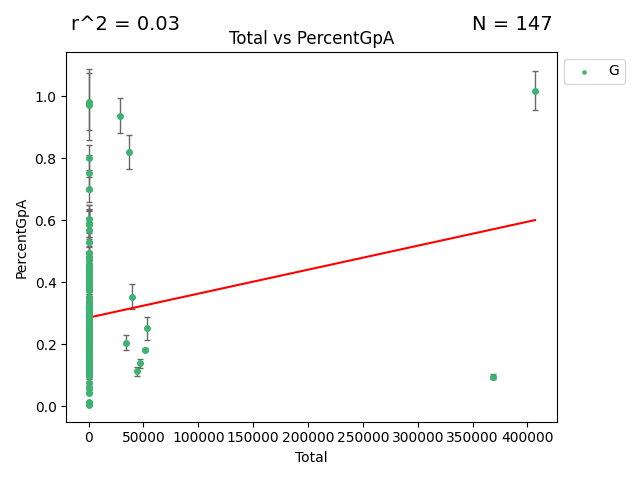 r^2 = 0.03
N = 147
Total vs PercentGpA
G
1.0
0.8
0.6
0.4
0.2
0.0
PercentGpA
0 50000 100000 150000 200000 250000 300000 350000 400000
Total